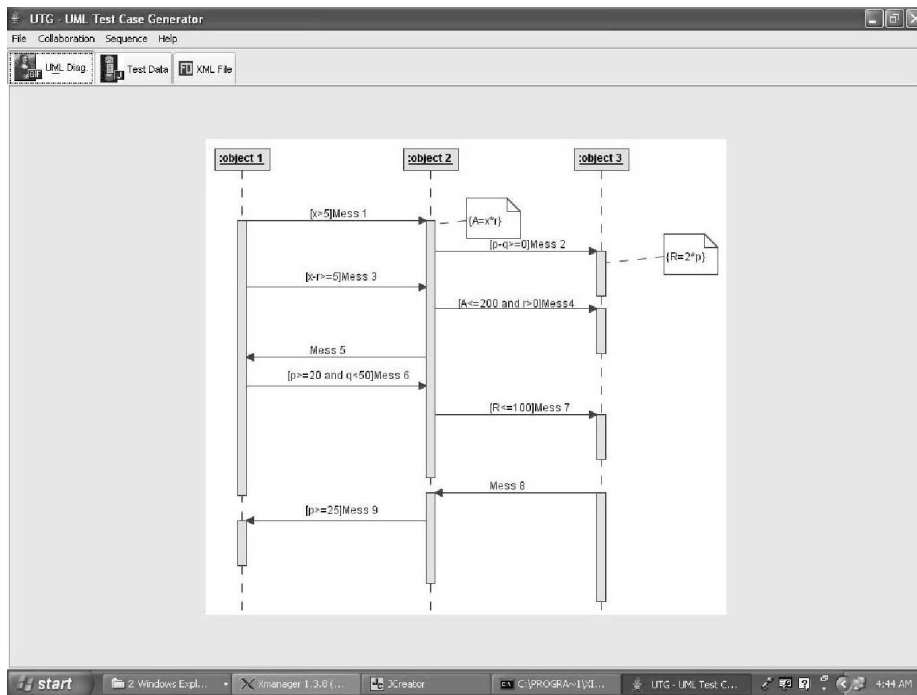 UTG - UML Test Case Generator
File Collaboration Sequence Help
UML Diag. Test Data XML File
:object 1 :object 2 :object 3
[x>5]Mess 1
{A=x*r}
[p-q>=0]Mess 2
{R=2*p}
[x-r>=5]Mess 3
[A<=200 and r>0]Mess4
Mess 5
[p>=20 and q<50]Mess 6
[R<=100]Mess 7
Mess 8
[p>=25]Mess 9
start 2 Windows Expl... Xmanager 1.3.8 (... JCreator C:\PROGRA~1\XI... UTG - UML Test C... 4:44 AM